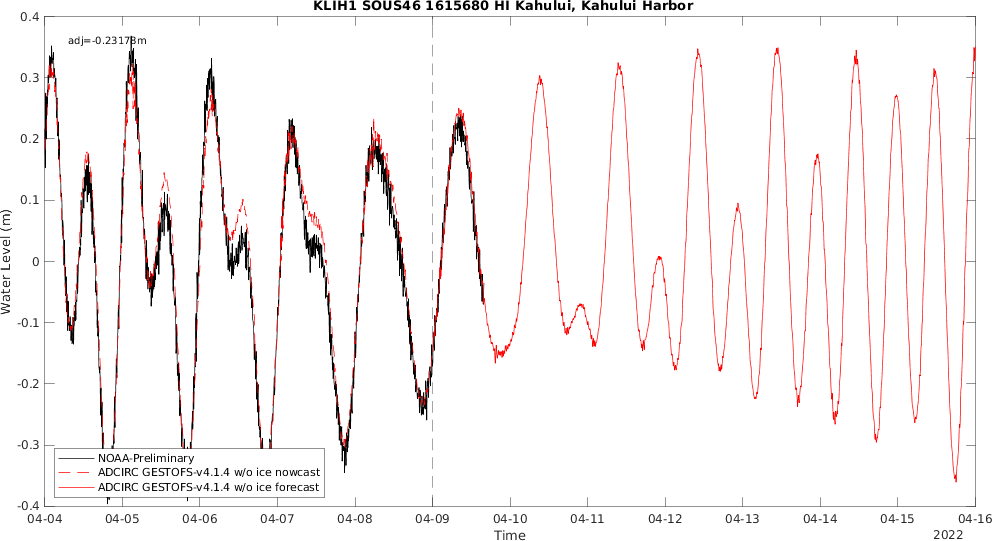 KLIH1 SOUS46 1615680 HI Kahului, Kahului Harbor
adj=-0.23173m
0.4
0.3
0.2
0.1
0
-0.1
-0.2
-0.3
-0.4
Water Level (m)
NOAA-Preliminary
ADCIRC GESTOFS-v4.1.4 w/o ice nowcast
ADCIRC GESTOFS-v4.1.4 w/o ice forecast
04-04 04-05 04-06 04-07 04-08 04-09 04-10 04-11 04-12 04-13 04-14 04-15 04-16
Time
2022